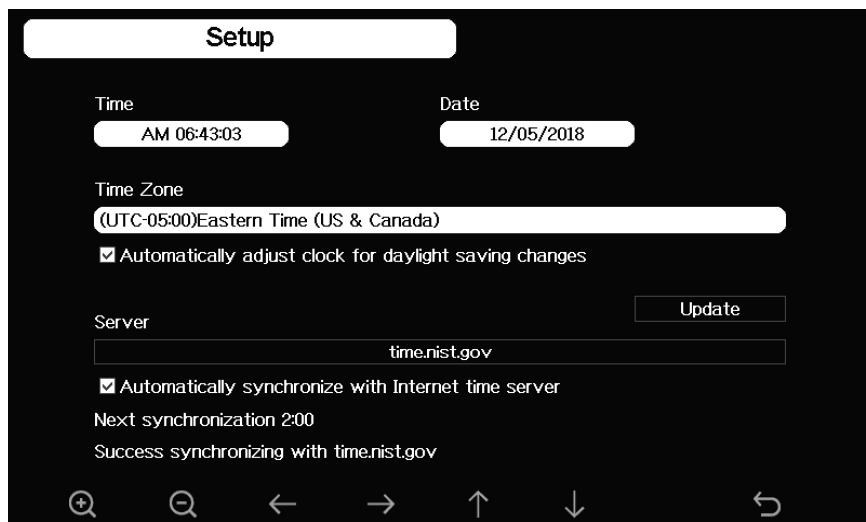 Setup
Time
Date
AM 06:43:03
12/05/2018
Time Zone
(UTC-05:00)Eastern Time (US & Canada)
Automatically adjust clock for daylight saving changes
Update
Server
time.nist.gov
Automatically synchronize with Internet time server
Next synchronization 2:00
Success synchronizing with time.nist.gov